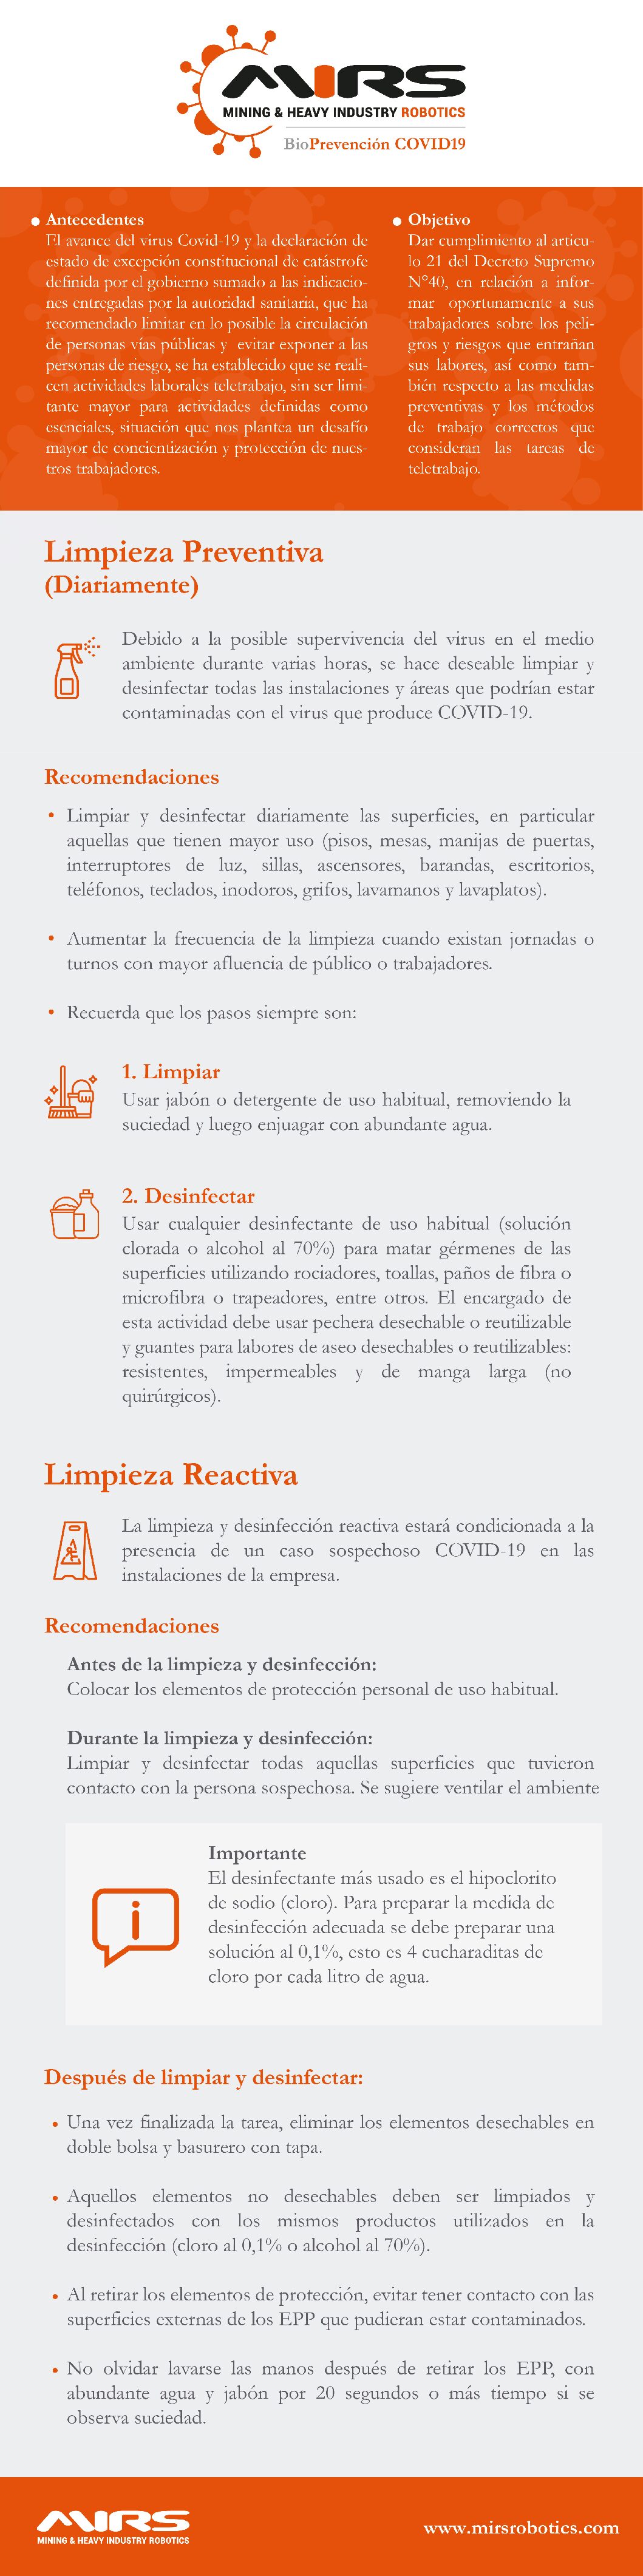 MIRS
MINING & HEAVY INDUSTRY ROBOTICS
BioPrevención COVID19
Antecedentes
El avance del virus Covid-19 y la declaración de
estado de excepción constitucional de catástrofe
definida por el gobierno sumado a las indicacio-
nes entregadas por la autoridad sanitaria, que ha
recomendado limitar en lo posible la circulación
de personas vías públicas y evitar exponer a las
personas de riesgo, se ha establecido que se reali-
cen actividades laborales teletrabajo, sin ser limi-
tante mayor para actividades definidas como
esenciales, situación que nos plantea un desafío
mayor de concientización y protección de nues-
tros trabajadores.
Objetivo
Dar cumplimiento al articu-
lo 21 del Decreto Supremo
N°40, en relación a infor-
mar oportunamente a sus
trabajadores sobre los peli-
gros y riesgos que entrañan
sus labores, así como tam-
bién respecto a las medidas
preventivas y los métodos
de trabajo correctos que
consideran las tareas de
teletrabajo.
Limpieza Preventiva
(Diariamente)
Debido a la posible supervivencia del virus en el medio
ambiente durante varias horas, se hace deseable limpiar y
desinfectar todas las instalaciones y áreas que podrían estar
contaminadas con el virus que produce COVID-19.
Recomendaciones
• Limpiar y desinfectar diariamente las superficies, en particular
aquellas que tienen mayor uso (pisos, mesas, manijas de puertas,
interruptores de luz, sillas, ascensores, barandas, escritorios,
teléfonos, teclados, inodoros, grifos, lavamanos y lavaplatos).
• Aumentar la frecuencia de la limpieza cuando existan jornadas o
turnos con mayor afluencia de público o trabajadores.
• Recuerda que los pasos siempre son:
1. Limpiar
Usar jabón o detergente de uso habitual, removiendo la
suciedad y luego enjuagar con abundante agua.
2. Desinfectar
Usar cualquier desinfectante de uso habitual (solución
clorada o alcohol al 70%) para matar gérmenes de las
superficies utilizando rociadores, toallas, paños de fibra o
microfibra o trapeadores, entre otros. El encargado de
esta actividad debe usar pechera desechable o reutilizable
y guantes para labores de aseo desechables o reutilizables:
resistentes, impermeables y de manga larga (no
quirúrgicos).
Limpieza Reactiva
La limpieza y desinfección reactiva estará condicionada a la
presencia de un caso sospechoso COVID-19 en las
instalaciones de la empresa.
Recomendaciones
Antes de la limpieza y desinfección:
Colocar los elementos de protección personal de uso habitual.
Durante la limpieza y desinfección:
Limpiar y desinfectar todas aquellas superficies que tuvieron
contacto con la persona sospechosa. Se sugiere ventilar el ambiente
Importante
El desinfectante más usado es el hipoclorito
de sodio (cloro). Para preparar la medida de
desinfección adecuada se debe preparar una
solución al 0,1%, esto es 4 cucharaditas de
cloro por cada litro de agua.
Después de limpiar y desinfectar:
• Una vez finalizada la tarea, eliminar los elementos desechables en
doble bolsa y basurero con tapa.
• Aquellos elementos no desechables deben ser limpiados y
desinfectados con los mismos productos utilizados en la
desinfección (cloro al 0,1% o alcohol al 70%).
• Al retirar los elementos de protección, evitar tener contacto con las
superficies externas de los EPP que pudieran estar contaminados.
• No olvidar lavarse las manos después de retirar los EPP, con
abundante agua y jabón por 20 segundos o más tiempo si se
observa suciedad.
MIRS
MINING & HEAVY INDUSTRY ROBOTICS
www.mirsrobotics.com